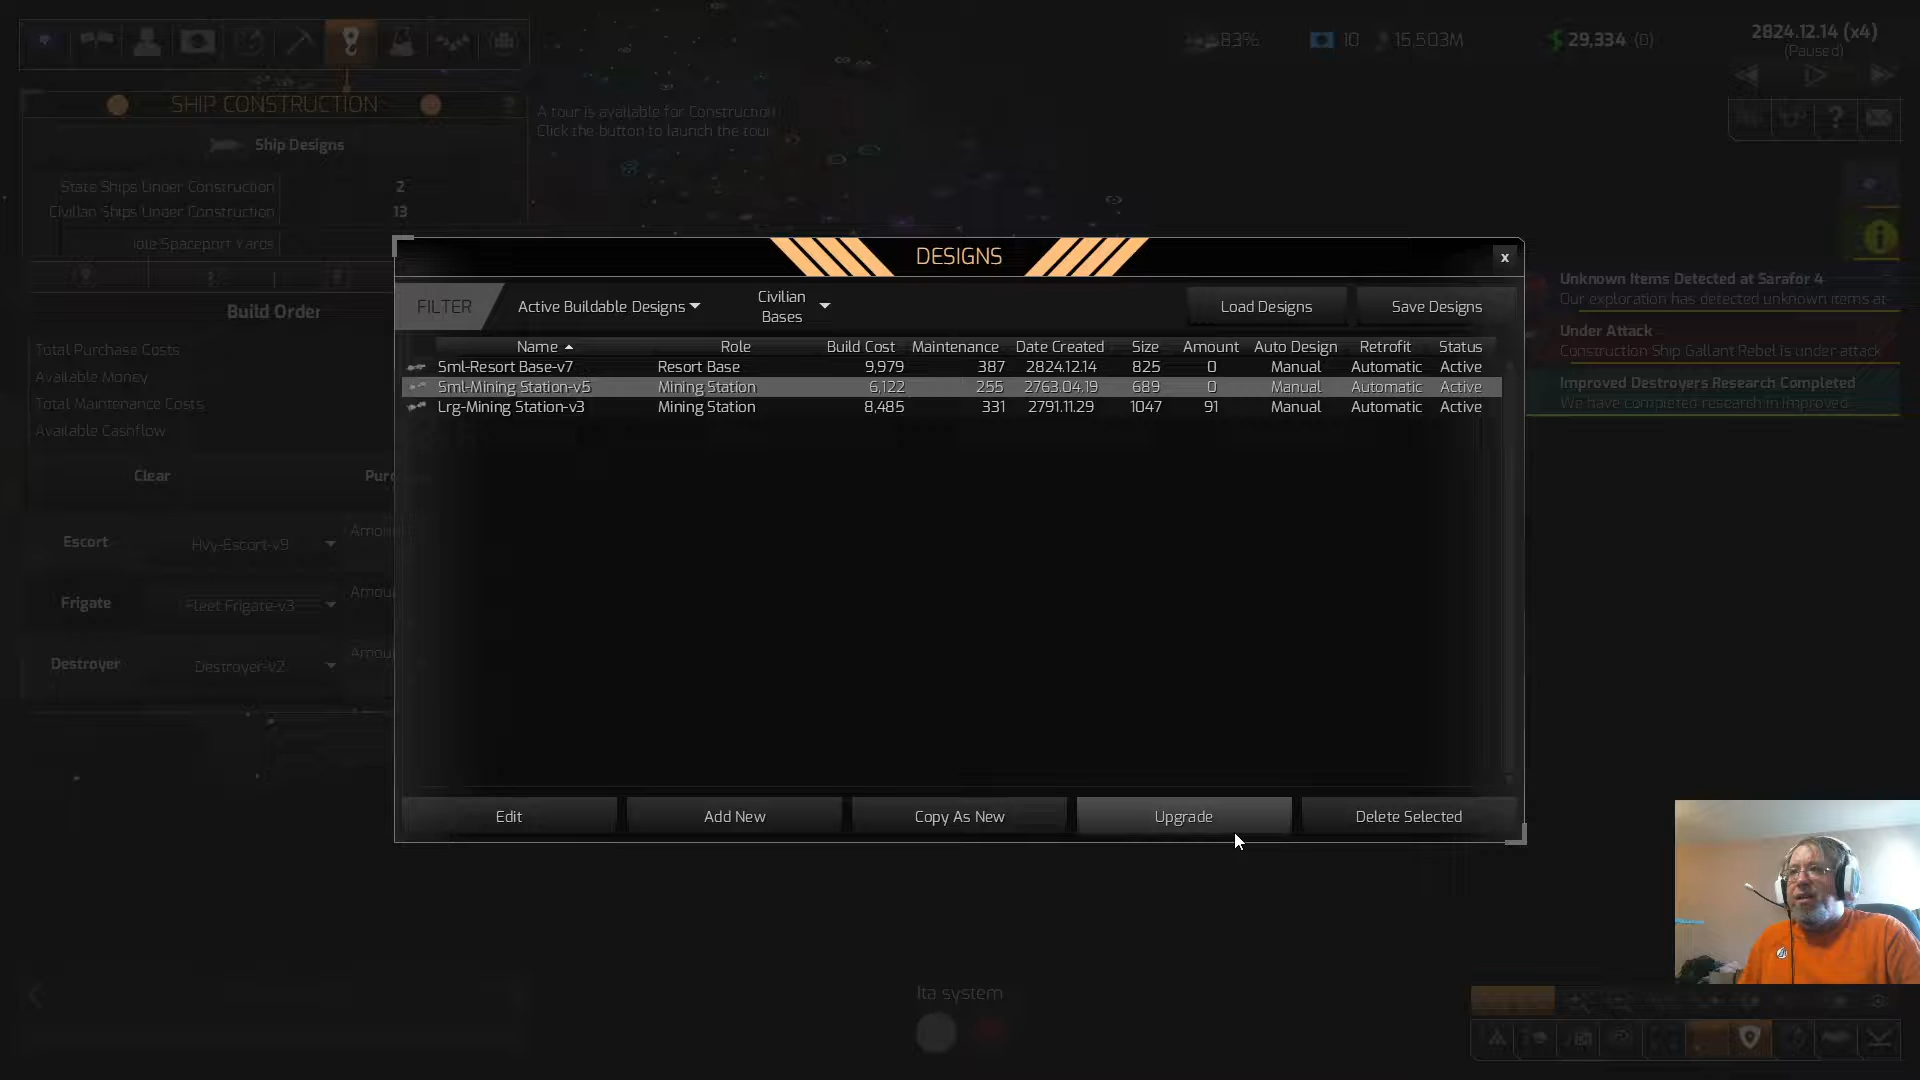 83%
10
15,503M
29,334 (0)
2824.12.14 (x4)
(Paused)
SHIP CONSTRUCTION
A tour is available for Construction
Click the button to launch the tour
Ship Designs
State Ships Under Construction 2
Civilian Ships Under Construction 13
Idle Spaceport Yards
Build Order
Total Purchase Costs
Available Money
Total Maintenance Costs
Available Cashflow
Clear
Purc
Escort Hvy-Escort-v9 Amou
Frigate Fleet Frigate-v3 Amou
Destroyer Destroyer-v2 Amou
DESIGNS
x
FILTER
Active Buildable Designs
Civilian
Bases
Load Designs
Save Designs
Name Role Build Cost Maintenance Date Created Size Amount Auto Design Retrofit Status
Sml-Resort Base-v7 Resort Base 9,979 387 2824.12.14 825 0 Manual Automatic Active
Sml-Mining Station-v5 Mining Station 6,122 255 2763.04.19 689 0 Manual Automatic Active
Lrg-Mining Station-v3 Mining Station 8,485 331 2791.11.29 1047 91 Manual Automatic Active
Edit
Add New
Copy As New
Upgrade
Delete Selected
Unknown Items Detected at Sarafor 4
Our exploration has detected unknown items at
Under Attack
Construction Ship Gallant Rebel is under attack
Improved Destroyers Research Completed
We have completed research in Improved
Ita system